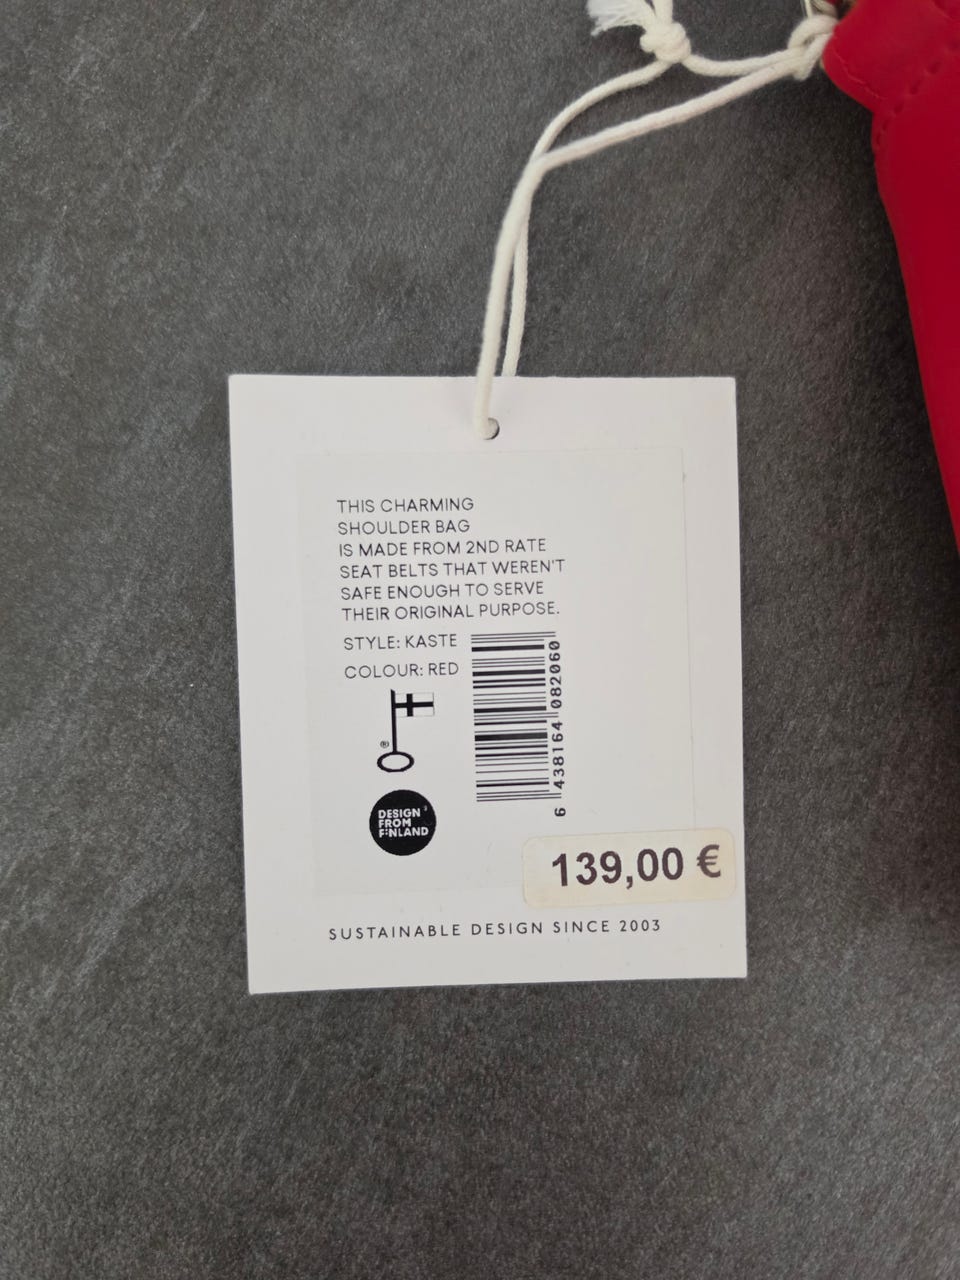 THIS CHARMING
SHOULDER BAG
IS MADE FROM 2ND RATE
SEAT BELTS THAT WEREN'T
SAFE ENOUGH TO SERVE
THEIR ORIGINAL PURPOSE.
STYLE: KASTE
COLOUR: RED
6 438164 082060
®
DESIGN
FROM
FINLAND
139,00 €
SUSTAINABLE DESIGN SINCE 2003